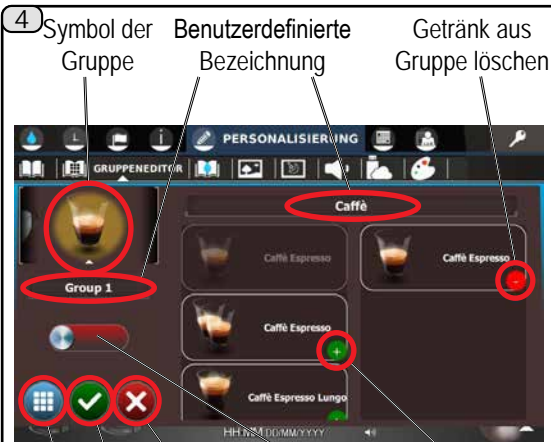 4
Symbol der
Gruppe
Benutzerdefinierte
Bezeichnung
Getränk aus
Gruppe löschen
PERSONALISIERUNG
GRUPPENEDITOR
Caffè
Group 1
Caffè Espresso
Caffè Espresso
Caffè Espresso
Caffè Espresso Lungo
HH:MM DD/MM/YYYY